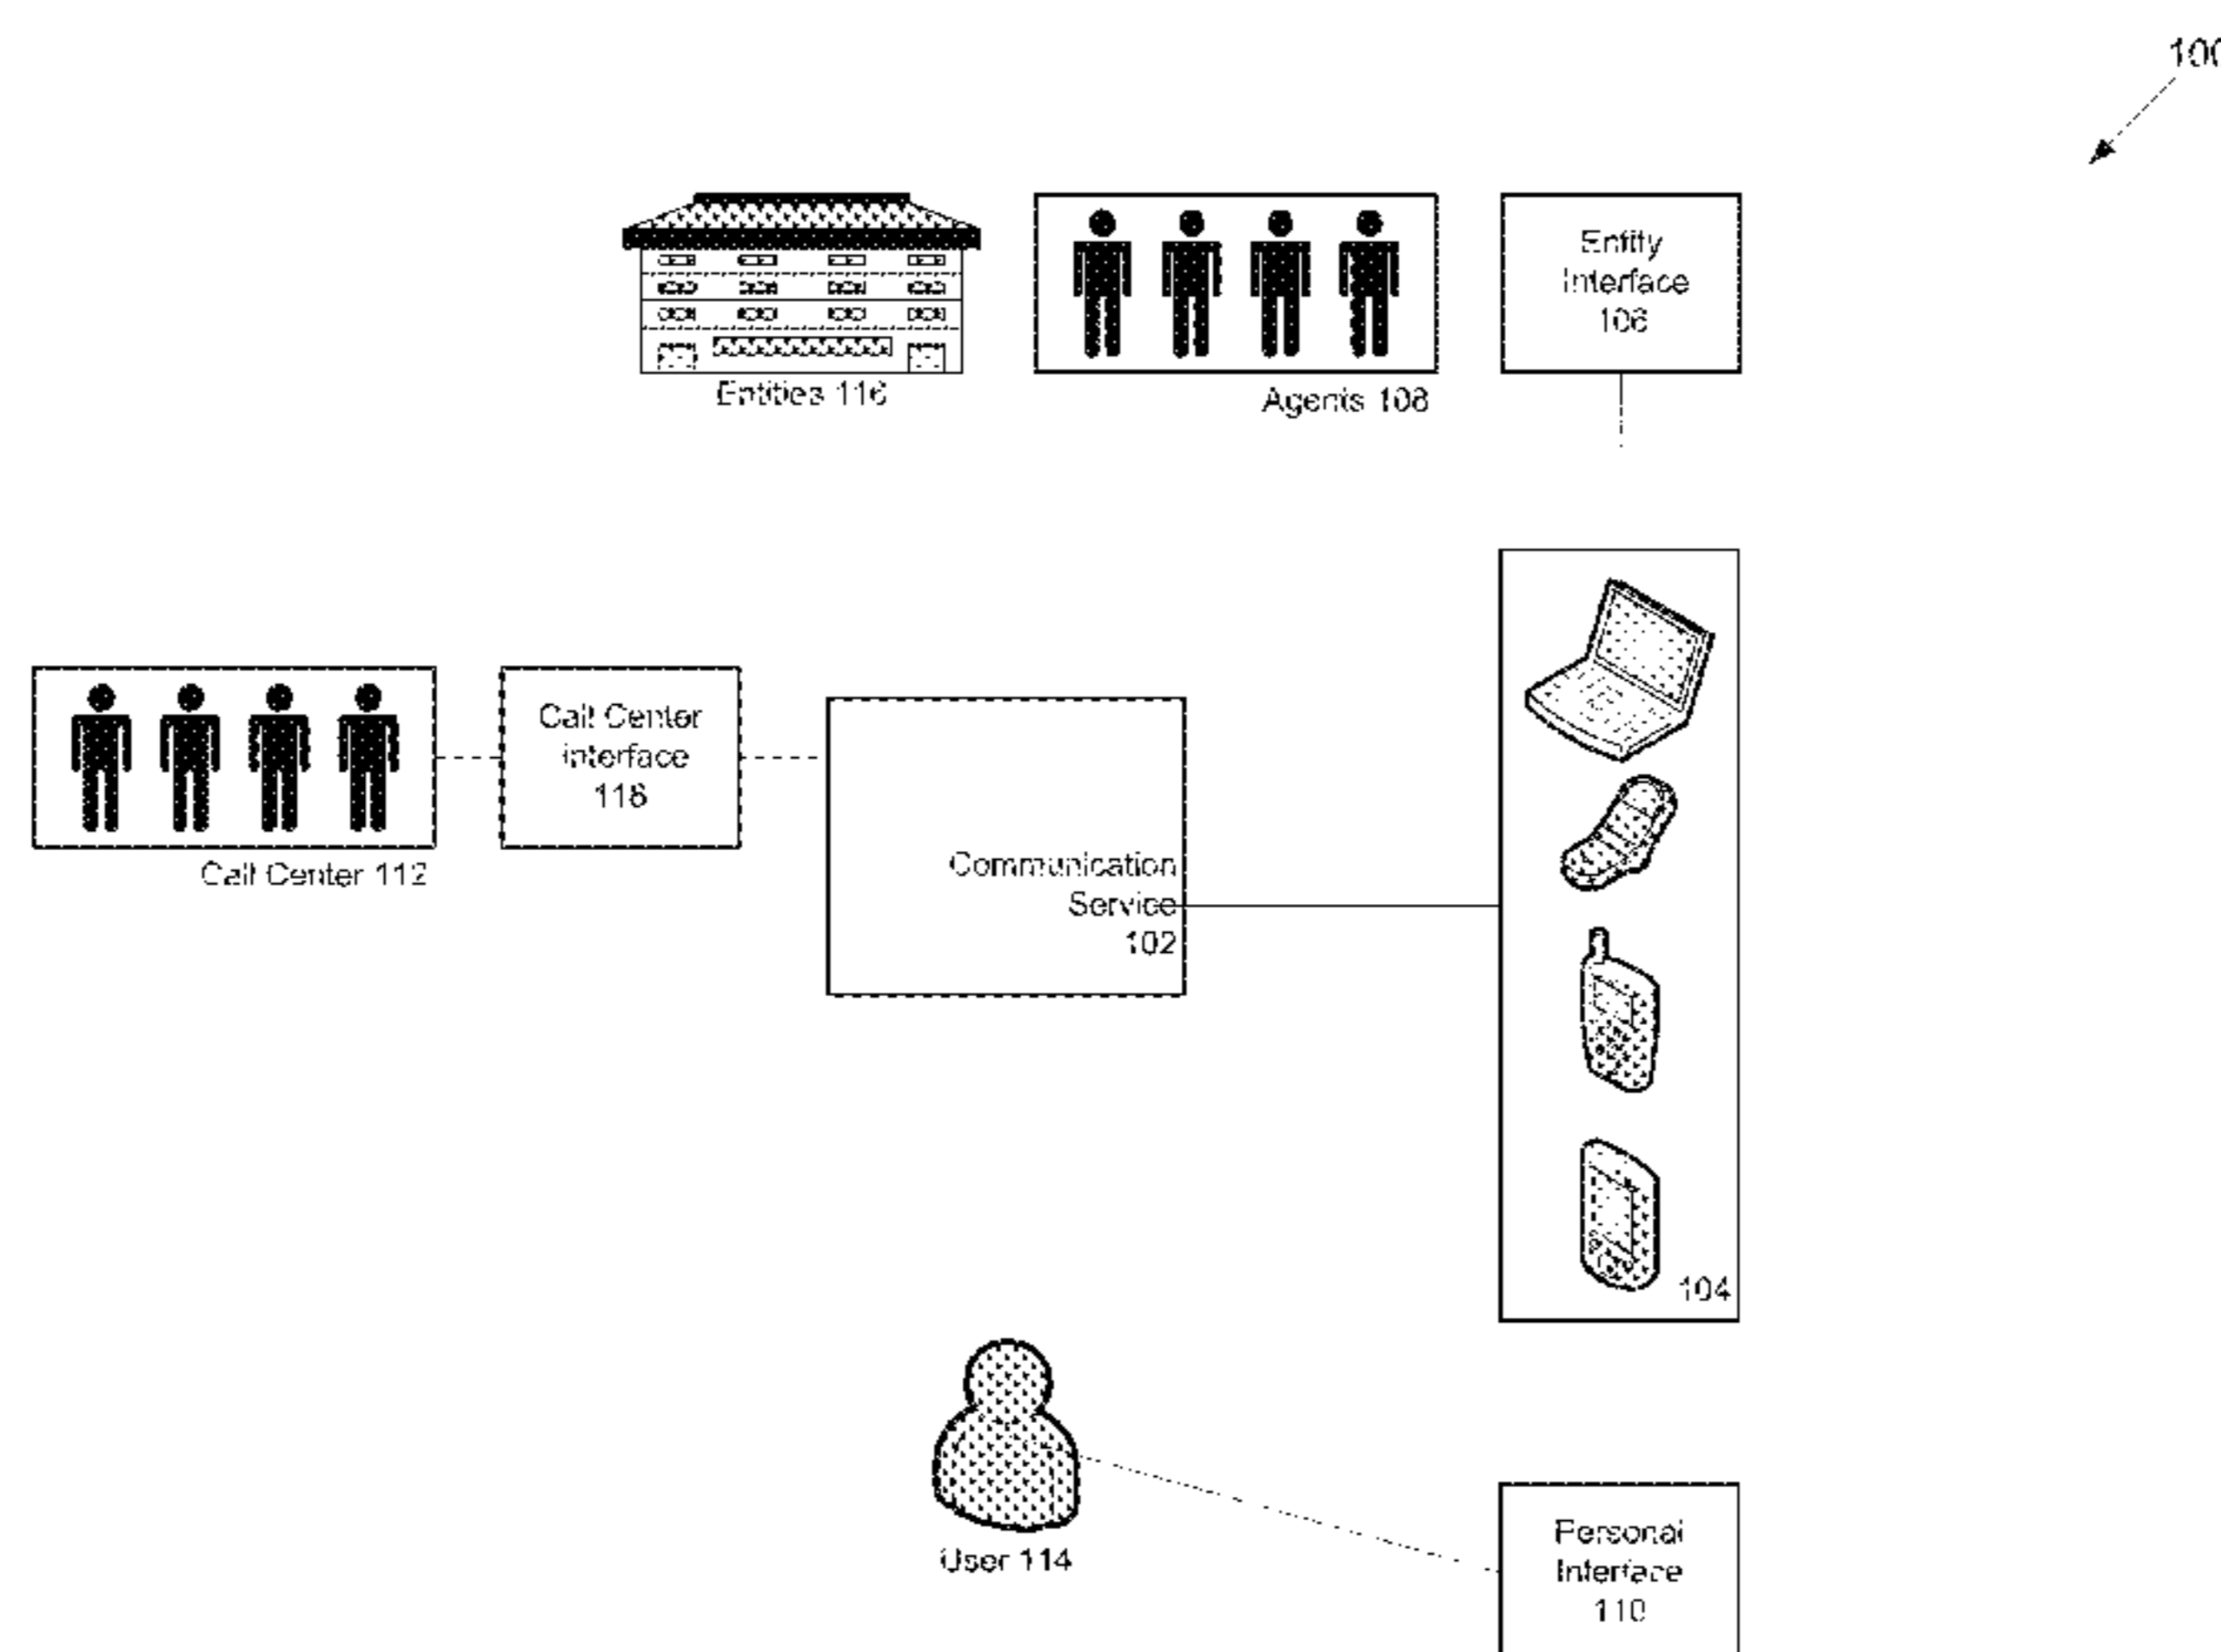 100
Entity
Interface
106
Entities 116
Agents 108
Call Center
interface
118
Call Center 112
Communication
Service
102
104
User 114
Personal
Interface
110